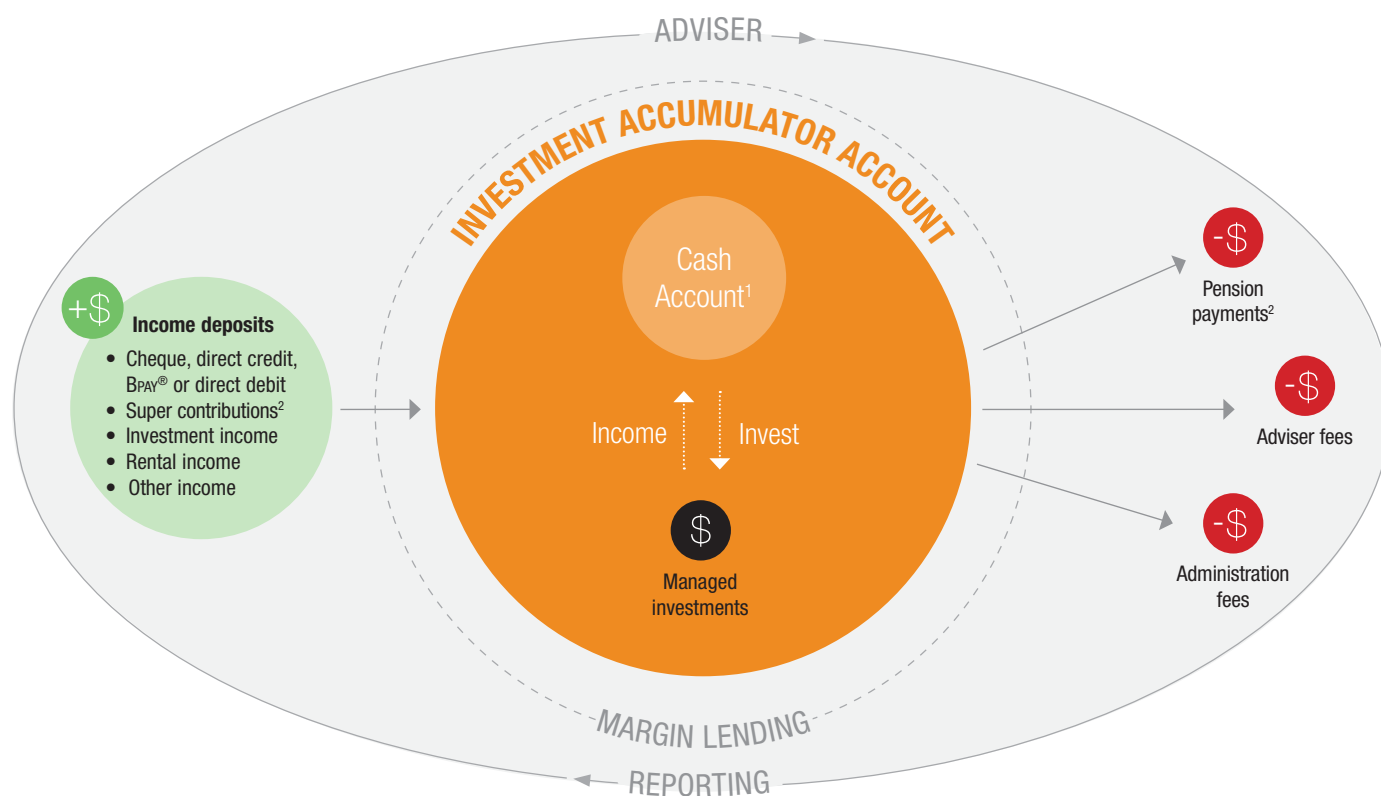 ADVISER
INVESTMENT ACCUMULATOR ACCOUNT
Cash
Account¹
+$
Income deposits
• Cheque, direct credit,
BPAY® or direct debit
• Super contributions²
• Investment income
• Rental income
• Other income
Income
Invest
$
Managed
investments
-$
Pension
payments²
-$
Adviser fees
-$
Administration
fees
MARGIN LENDING
REPORTING